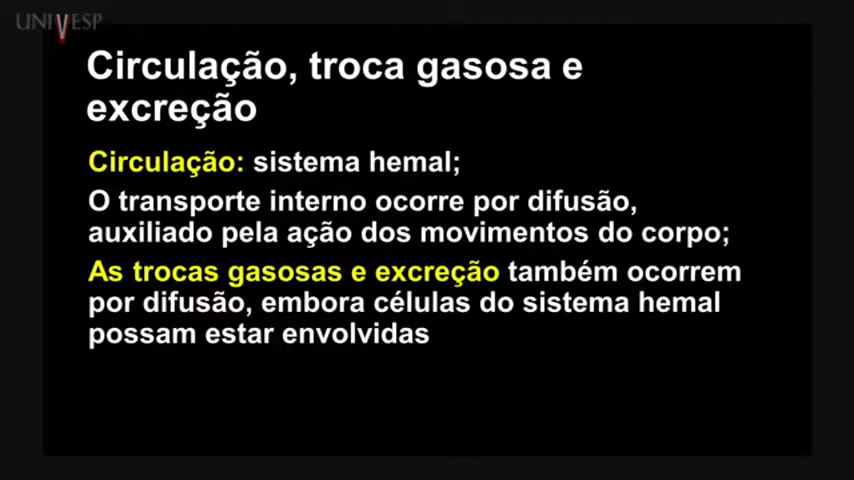 UNIVESP
Circulação, troca gasosa e
excreção
Circulação: sistema hemal;
O transporte interno ocorre por difusão,
auxiliado pela ação dos movimentos do corpo;
As trocas gasosas e excreção também ocorrem
por difusão, embora células do sistema hemal
possam estar envolvidas